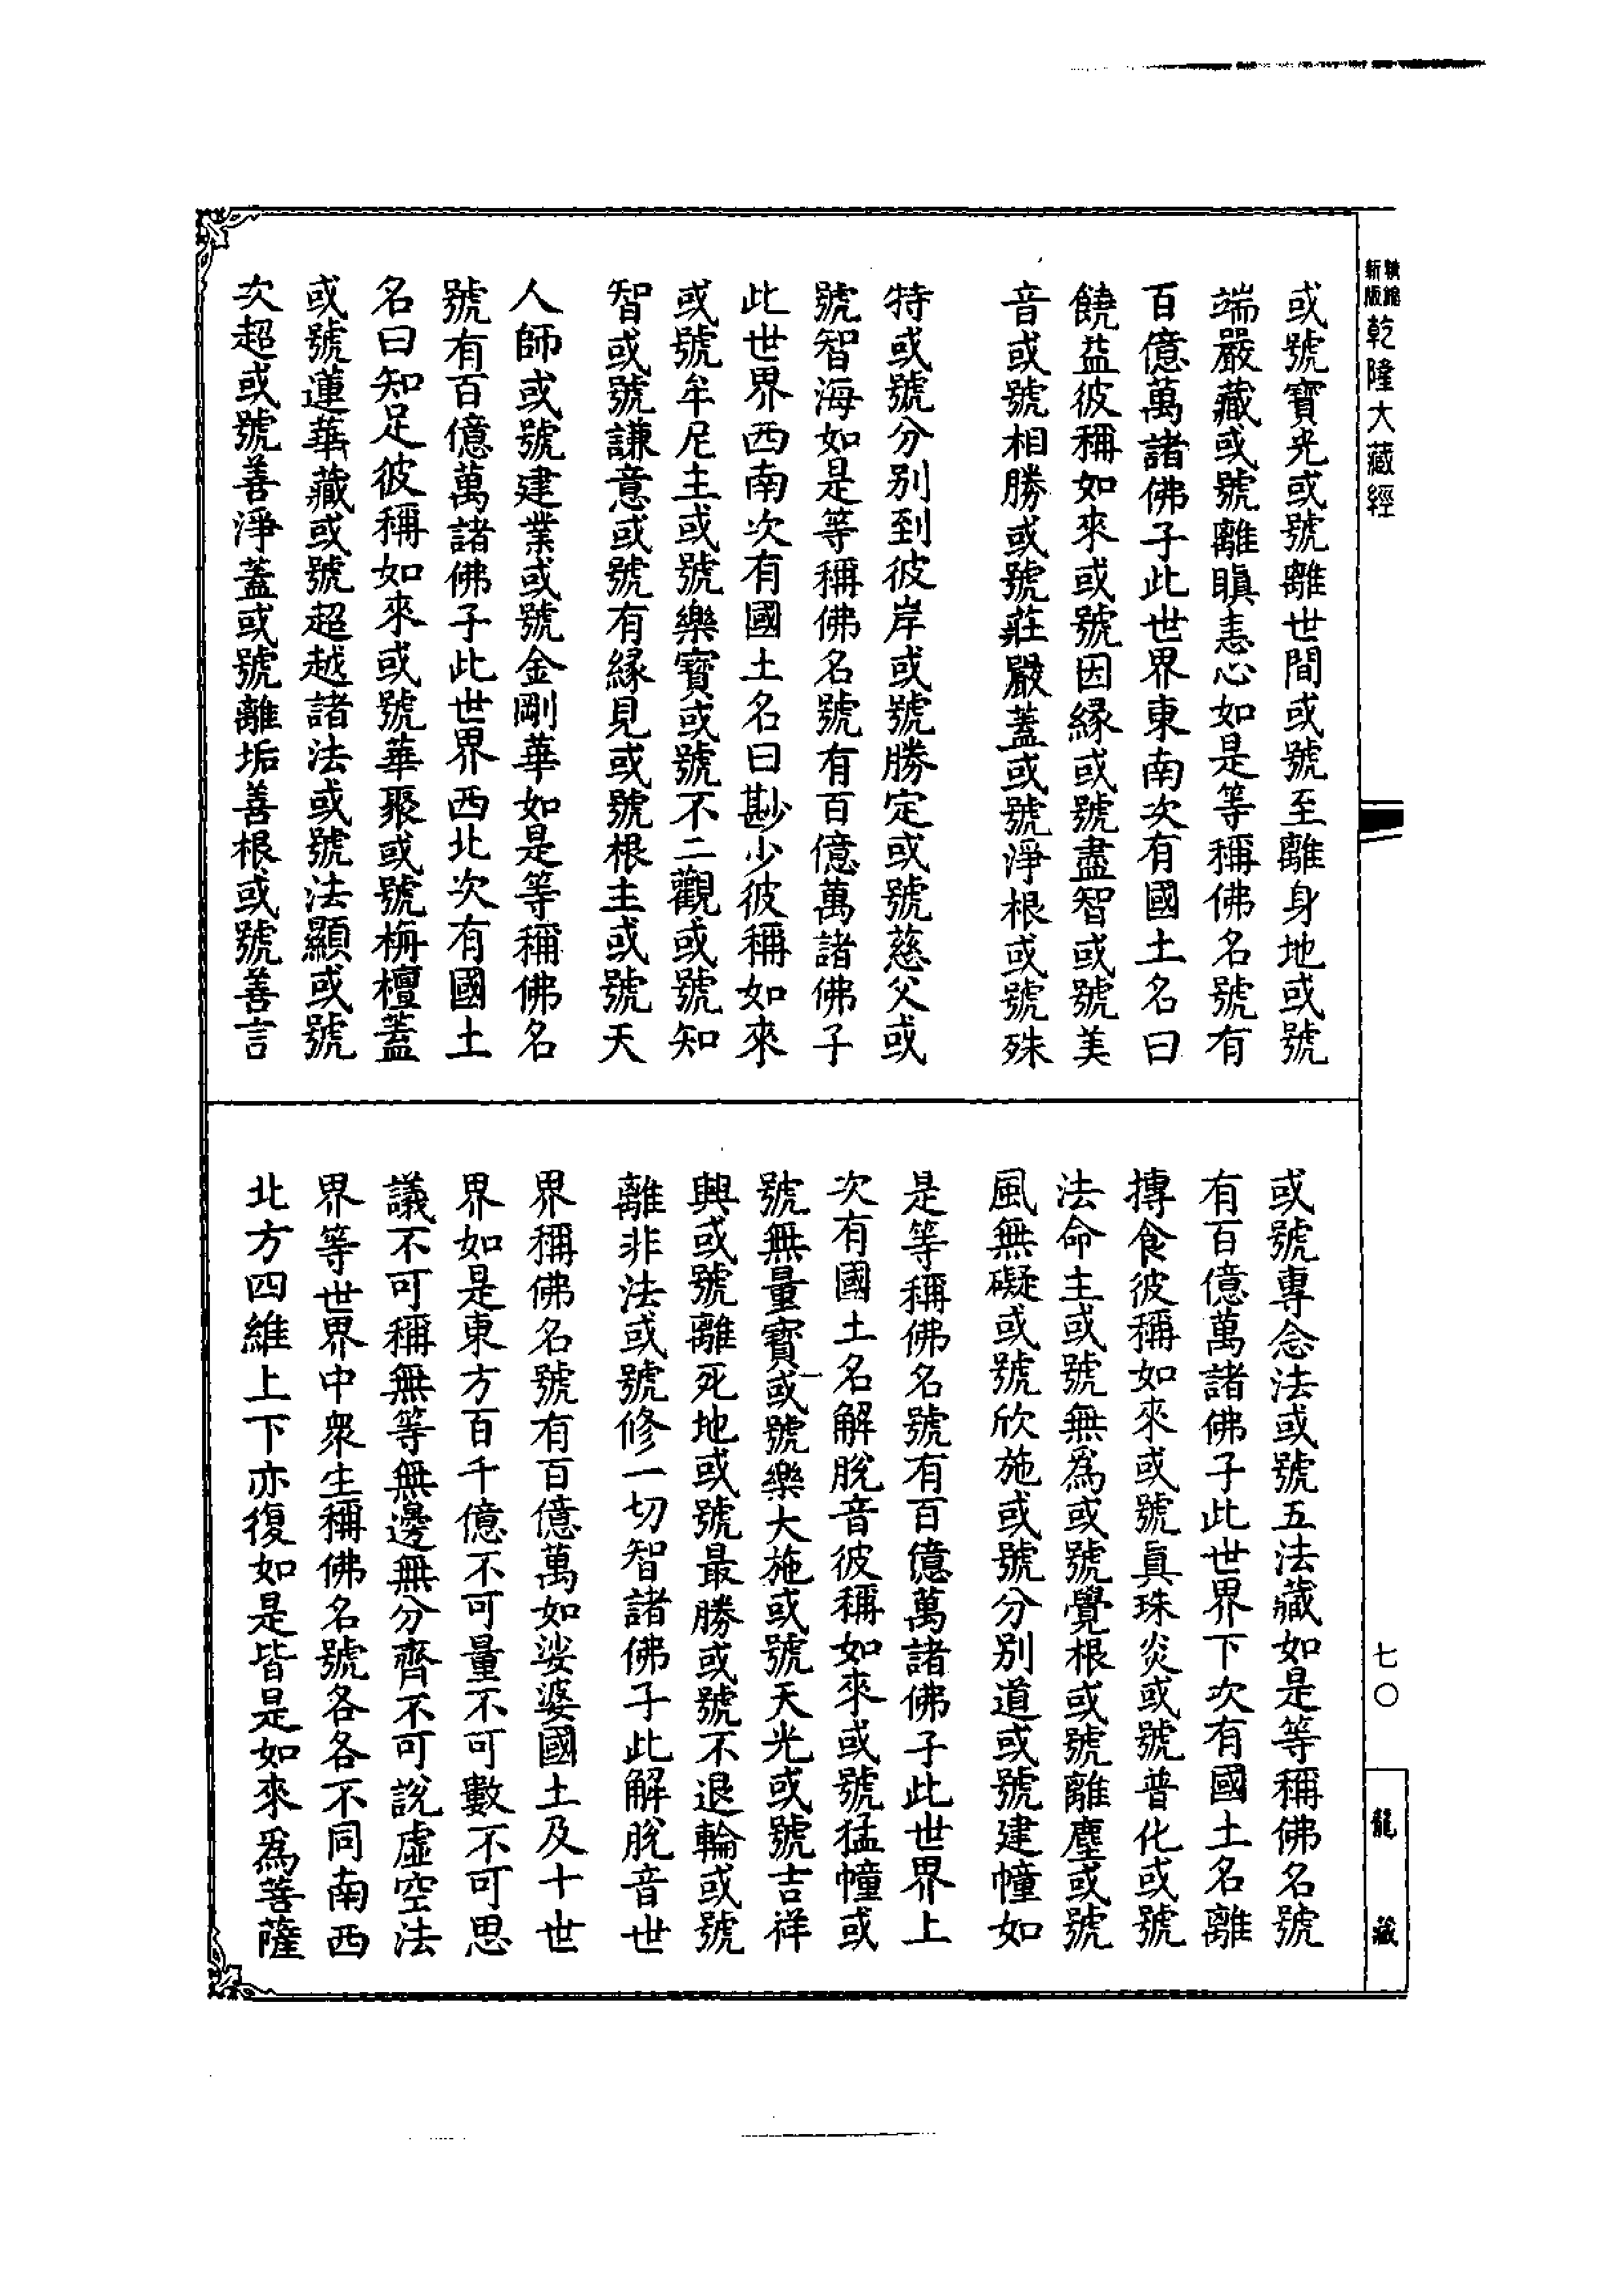 新版 精縮
乾隆大藏經
或號寶光或號離世間或號至離身地或號
端嚴藏或號離瞋恚心如是等稱佛名號有
百億萬諸佛子此世界東南次有國土名曰
饒益彼稱如來或號因緣或號盡智或號美
音或號相勝或號莊嚴蓋或號淨根或號殊
特或號分別到彼岸或號勝定或號慈父或
號智海如是等稱佛名號有百億萬諸佛子
此世界西南次有國土名曰尠少彼稱如來
或號牟尼主或號樂寶或號不二觀或號知
智或號謙意或號有緣見或號根主或號天
人師或號建業或號金剛華如是等稱佛名
號有百億萬諸佛子此世界西北次有國土
名曰知足彼稱如來或號華聚或號栴檀蓋
或號蓮華藏或號超越諸法或號法顯或號
次超或號善淨蓋或號離垢善根或號善言
或號專念法或號五法藏如是等稱佛名號
有百億萬諸佛子此世界下次有國土名離
摶食彼稱如來或號真珠炎或號普化或號
法命主或號無為或號覺根或號離塵或號
風無礙或號欣施或號分別道或號建幢如
是等稱佛名號有百億萬諸佛子此世界上
次有國土名解脫音彼稱如來或號猛幢或
號無量寶或號樂大施或號天光或號吉祥
興或號離死地或號最勝或號不退輪或號
離非法或號修一切智諸佛子此解脫音世
界稱佛名號有百億萬如娑婆國土及十世
界如是東方百千億不可量不可數不可思
議不可稱無等無邊無分齊不可說虛空法
界等世界中眾生稱佛名號各各不同南西
北方四維上下亦復如是皆是如來為菩薩
七〇
龍藏